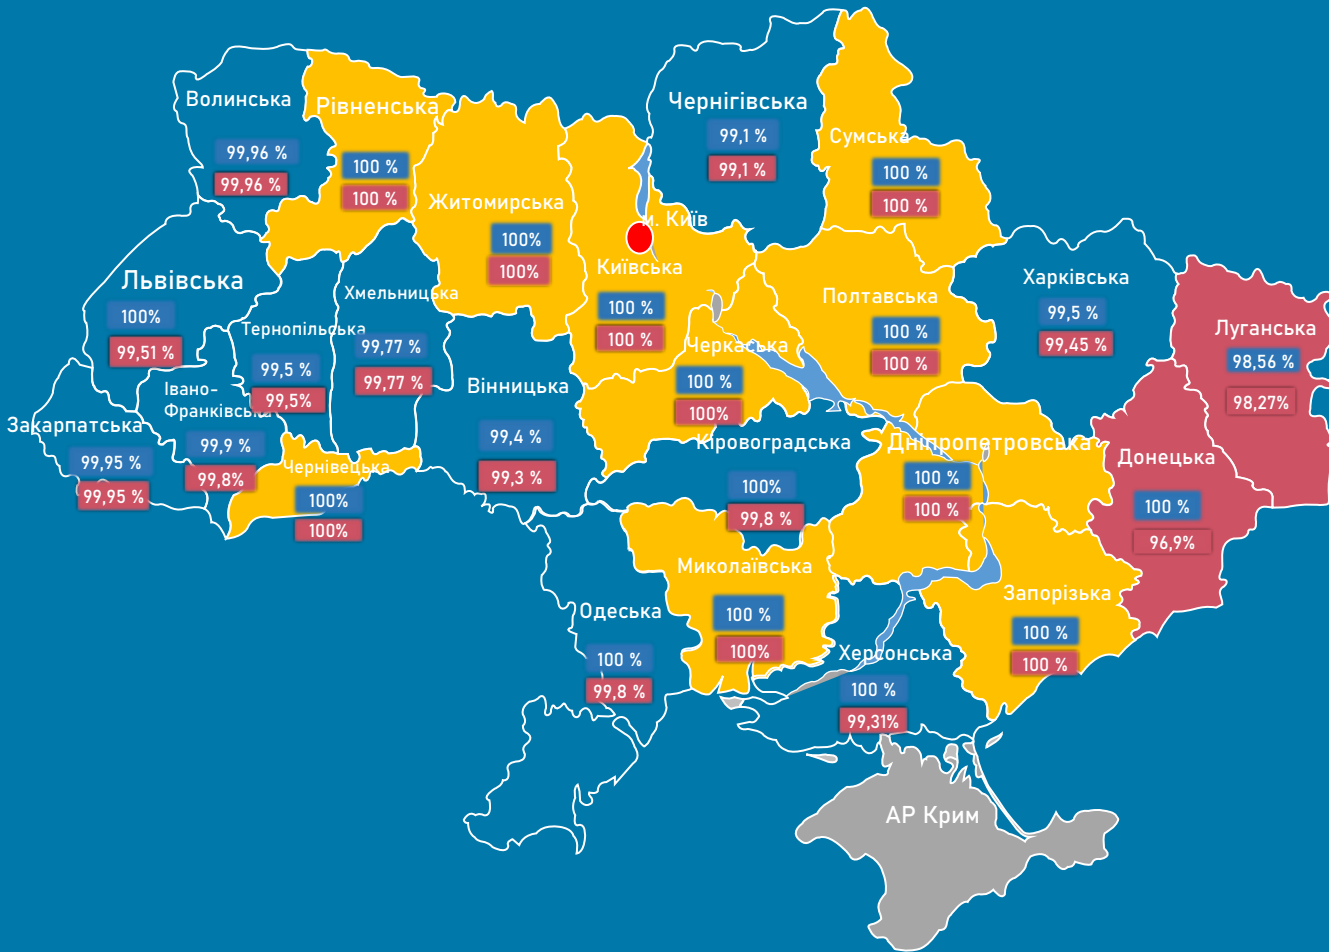 Волинська
99,96 %
99,96 %
Рівненська
100 %
100 %
Житомирська
100%
100%
м. Київ
Київська
100 %
100 %
Чернігівська
99,1 %
99,1 %
Сумська
100 %
100 %
Львівська
100%
99,51 %
Тернопільська
99,5 %
99,5%
Хмельницька
99,77 %
99,77 %
Вінницька
99,4 %
99,3 %
Черкаська
100 %
100%
Полтавська
100 %
100 %
Харківська
99,5 %
99,45 %
Луганська
98,56 %
98,27%
Закарпатська
99,95 %
99,95 %
Івано-
Франківська
99,9 %
99,8%
Чернівецька
100%
100%
Кіровоградська
100%
99,8 %
Дніпропетровська
100 %
100 %
Донецька
100 %
96,9%
Одеська
100 %
99,8 %
Миколаївська
100 %
100%
Херсонська
100 %
99,31%
Запорізька
100 %
100 %
АР Крим